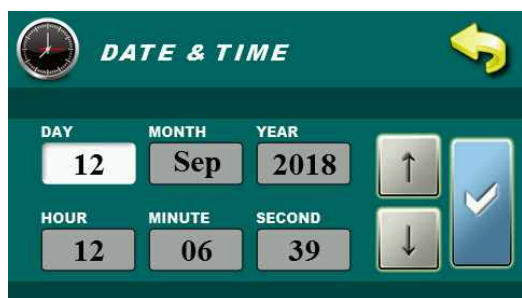 DATE & TIME
DAY MONTH YEAR
12 Sep 2018
HOUR MINUTE SECOND
12 06 39